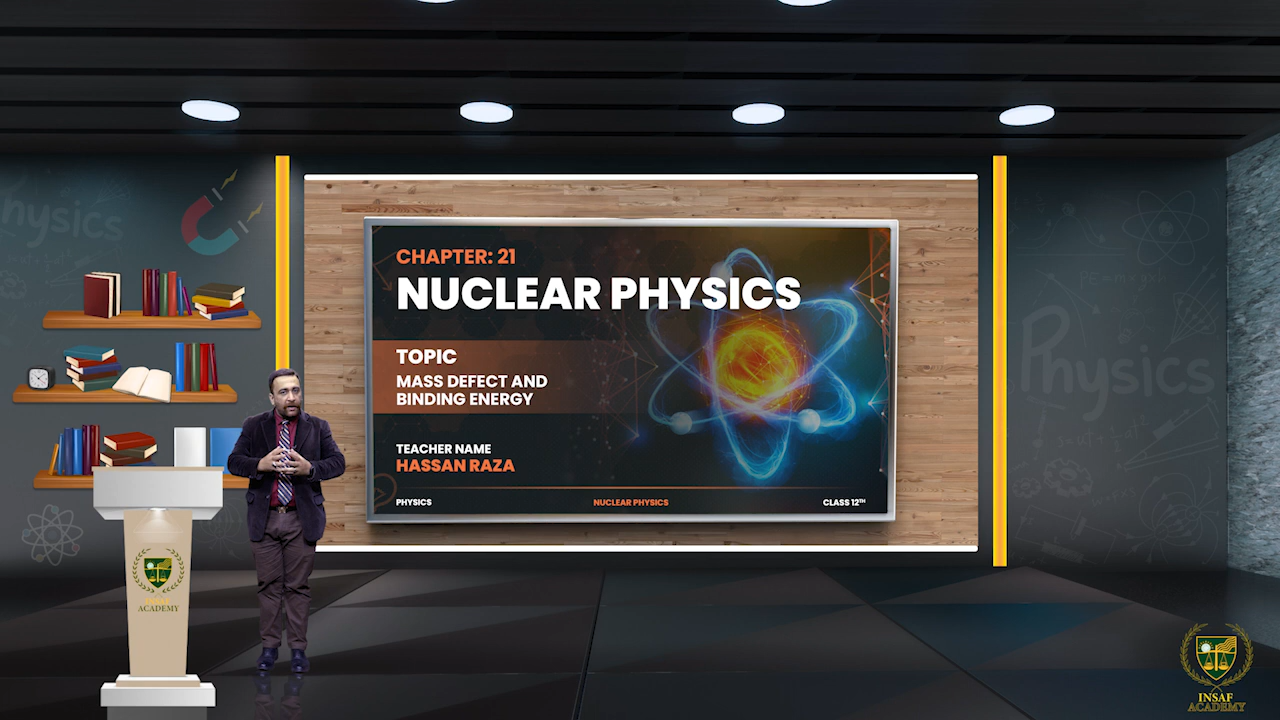 CHAPTER: 21
NUCLEAR PHYSICS
TOPIC
MASS DEFECT AND
BINDING ENERGY
TEACHER NAME
HASSAN RAZA
PHYSICS
NUCLEAR PHYSICS
CLASS 12TH
Physics
INSAF
ACADEMY
INSAF
ACADEMY